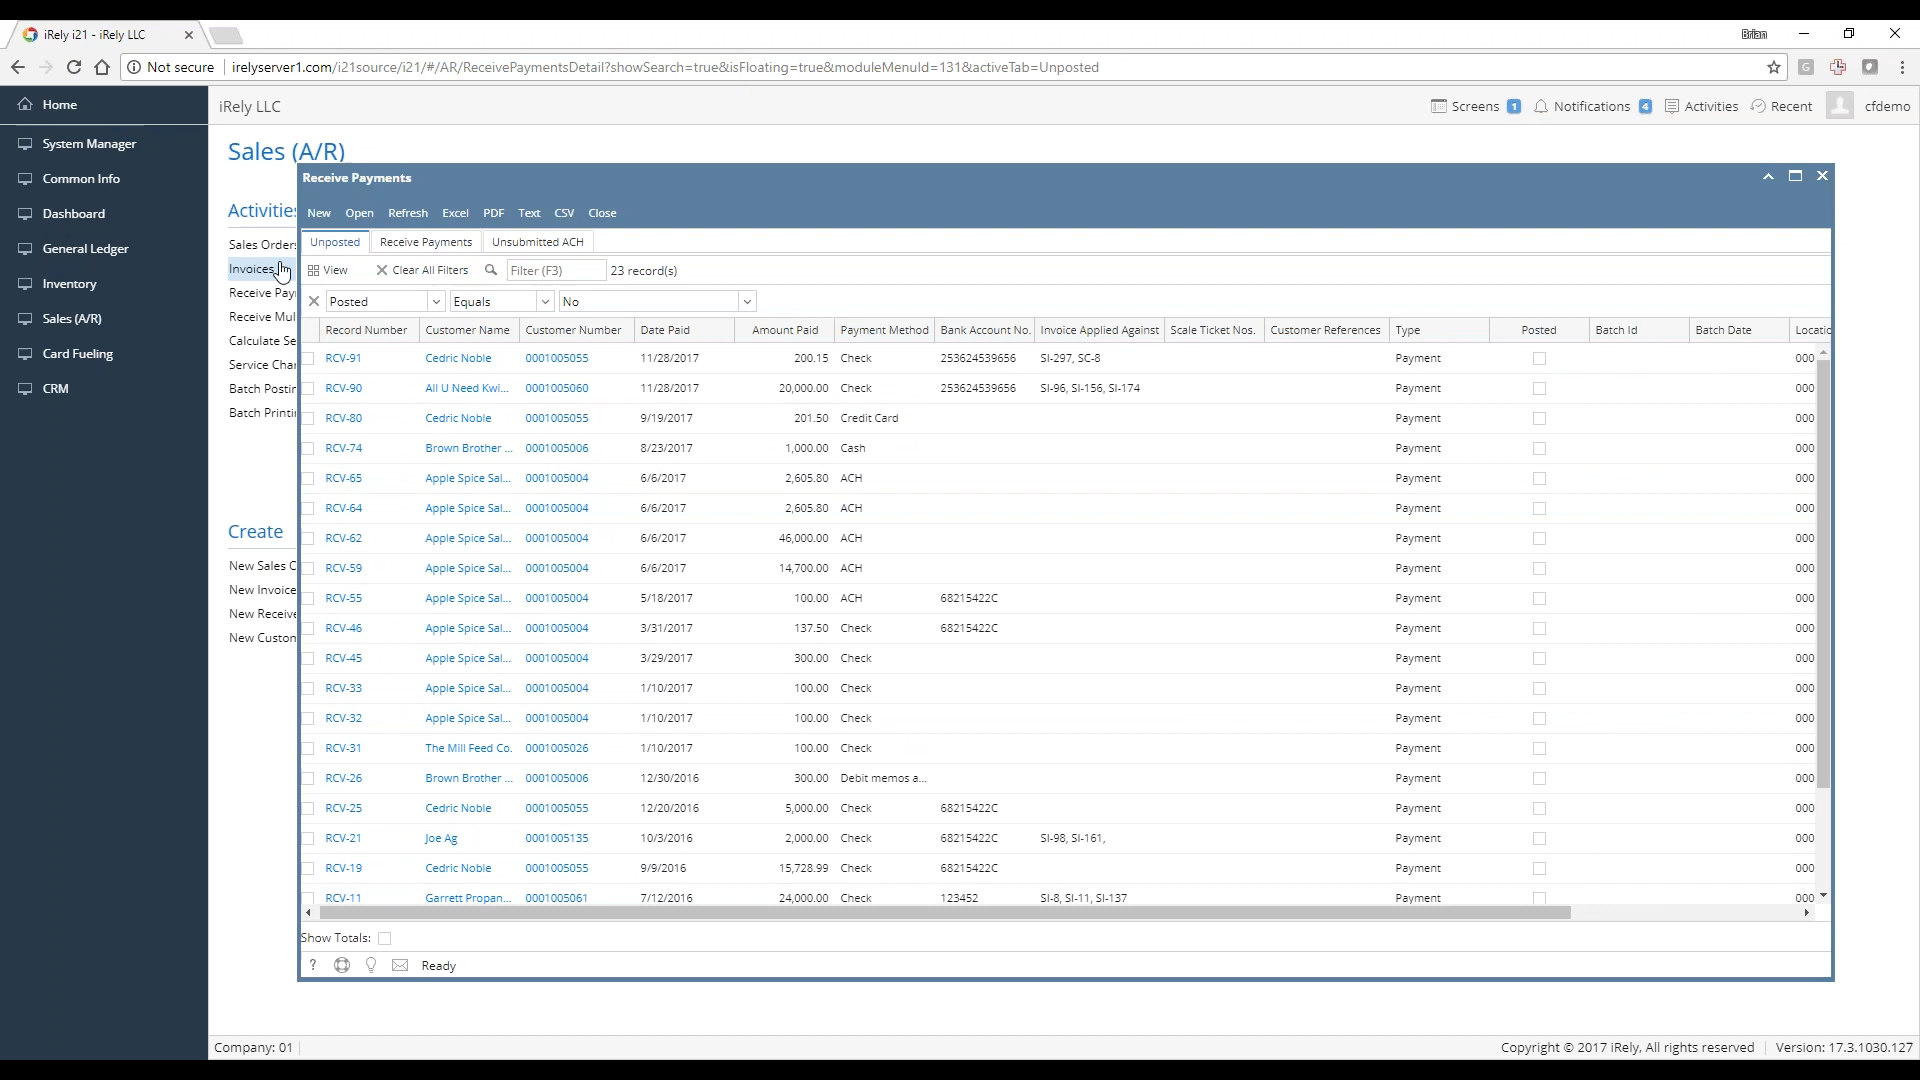 iRely i21 - iRely LLC
Brian
Not secure irelyserver1.com/i21source/i21/#/AR/ReceivePaymentsDetail?showSearch=true&isFloating=true&moduleMenuId=131&activeTab=Unposted
Home
iRely LLC
Screens 1 Notifications 4 Activities Recent cfdemo
System Manager
Common Info
Dashboard
General Ledger
Inventory
Sales (A/R)
Card Fueling
CRM
Sales (A/R)
Activities
Sales Orders
Invoices
Receive Pay
Receive Mul
Calculate Se
Service Char
Batch Postin
Batch Printin
Create
New Sales O
New Invoice
New Receive
New Custom
Receive Payments
New Open Refresh Excel PDF Text CSV Close
Unposted Receive Payments Unsubmitted ACH
View Clear All Filters Filter (F3) 23 record(s)
Posted Equals No
Record Number Customer Name Customer Number Date Paid Amount Paid Payment Method Bank Account No. Invoice Applied Against Scale Ticket Nos. Customer References Type Posted Batch Id Batch Date Locatio
RCV-91 Cedric Noble 0001005055 11/28/2017 200.15 Check 253624539656 SI-297, SC-8 Payment 000
RCV-90 All U Need Kwi... 0001005060 11/28/2017 20,000.00 Check 253624539656 SI-96, SI-156, SI-174 Payment 000
RCV-80 Cedric Noble 0001005055 9/19/2017 201.50 Credit Card Payment 000
RCV-74 Brown Brother ... 0001005006 8/23/2017 1,000.00 Cash Payment 000
RCV-65 Apple Spice Sal... 0001005004 6/6/2017 2,605.80 ACH Payment 000
RCV-64 Apple Spice Sal... 0001005004 6/6/2017 2,605.80 ACH Payment 000
RCV-62 Apple Spice Sal... 0001005004 6/6/2017 46,000.00 ACH Payment 000
RCV-59 Apple Spice Sal... 0001005004 6/6/2017 14,700.00 ACH Payment 000
RCV-55 Apple Spice Sal... 0001005004 5/18/2017 100.00 ACH 68215422C Payment 000
RCV-46 Apple Spice Sal... 0001005004 3/31/2017 137.50 Check 68215422C Payment 000
RCV-45 Apple Spice Sal... 0001005004 3/29/2017 300.00 Check Payment 000
RCV-33 Apple Spice Sal... 0001005004 1/10/2017 100.00 Check Payment 000
RCV-32 Apple Spice Sal... 0001005004 1/10/2017 100.00 Check Payment 000
RCV-31 The Mill Feed Co. 0001005026 1/10/2017 100.00 Check Payment 000
RCV-26 Brown Brother ... 0001005006 12/30/2016 300.00 Debit memos a... Payment 000
RCV-25 Cedric Noble 0001005055 12/20/2016 5,000.00 Check 68215422C Payment 000
RCV-21 Joe Ag 0001005135 10/3/2016 2,000.00 Check 68215422C SI-98, SI-161, Payment 000
RCV-19 Cedric Noble 0001005055 9/9/2016 15,728.99 Check 68215422C Payment 000
RCV-11 Garrett Propan... 0001005061 7/12/2016 24,000.00 Check 123452 SI-8, SI-11, SI-137 Payment 000
Show Totals:
? Ready
Company: 01
Copyright © 2017 iRely, All rights reserved Version: 17.3.1030.127